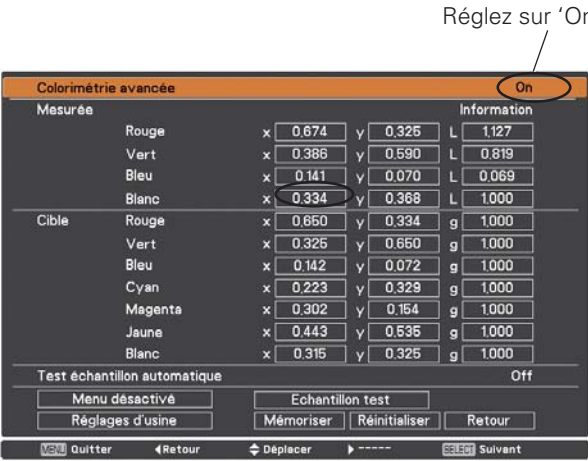 Réglez sur ‘On
Colorimétrie avancée On
Mesurée Information
Rouge x 0,674 y 0,325 L 1,127
Vert x 0,386 y 0,590 L 0,819
Bleu x 0,141 y 0,070 L 0,069
Blanc x 0,334 y 0,368 L 1,000
Cible Rouge x 0,650 y 0,334 g 1,000
Vert x 0,325 y 0,650 g 1,000
Bleu x 0,142 y 0,072 g 1,000
Cyan x 0,223 y 0,329 g 1,000
Magenta x 0,302 y 0,154 g 1,000
Jaune x 0,443 y 0,535 g 1,000
Blanc x 0,315 y 0,325 g 1,000
Test échantillon automatique Off
Menu désactivé Echantillon test
Réglages d'usine Mémoriser Réinitialiser Retour
MENU Quitter Retour Déplacer ----- SELECT Suivant